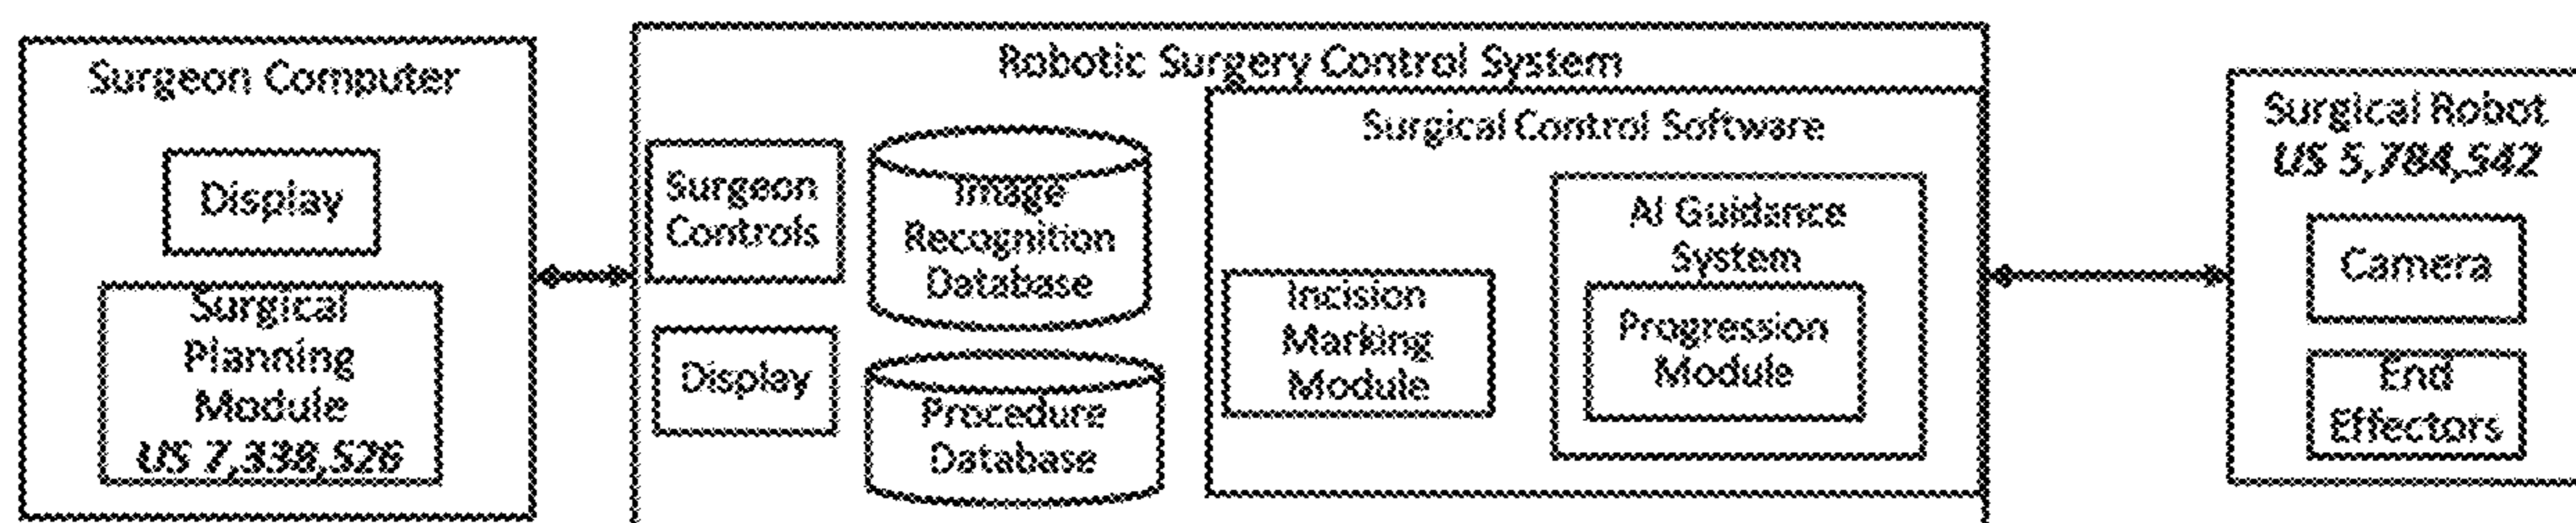 Surgeon Computer
Display
Surgical
Planning
Module
US 7,338,526
Robotic Surgery Control System
Surgeon
Controls
Display
Image
Recognition
Database
Procedure
Database
Surgical Control Software
Incision
Marking
Module
AI Guidance
System
Progression
Module
Surgical Robot
US 5,784,542
Camera
End
Effectors